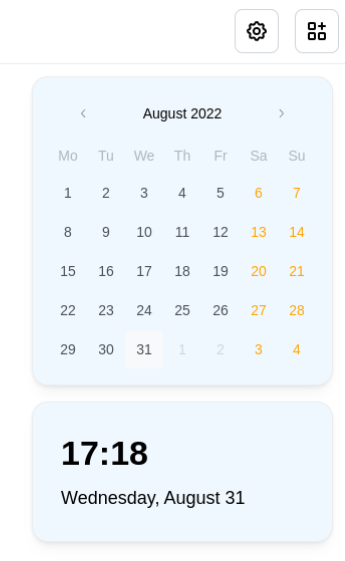 August 2022
Mo Tu We Th Fr Sa Su
1 2 3 4 5 6 7
8 9 10 11 12 13 14
15 16 17 18 19 20 21
22 23 24 25 26 27 28
29 30 31 1 2 3 4
17:18
Wednesday, August 31